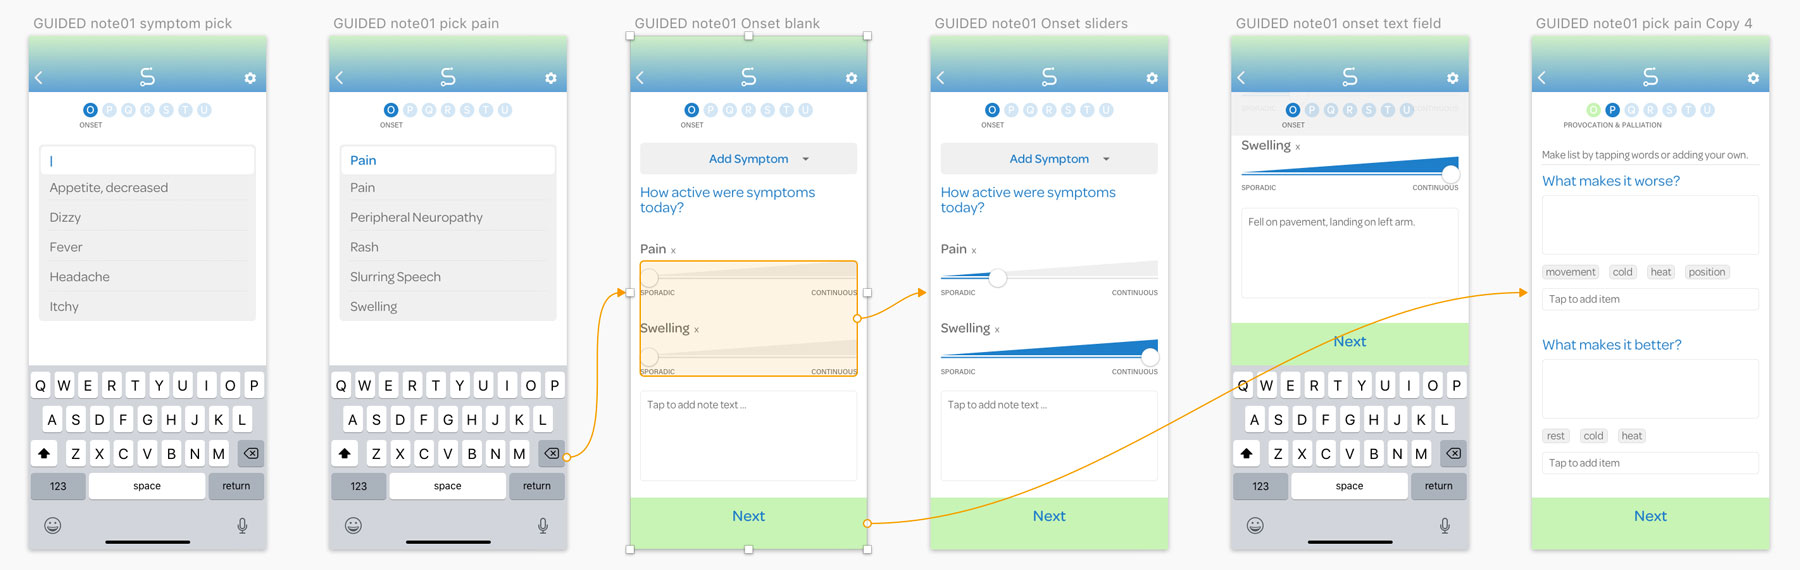 GUIDED note01 symptom pick
O P Q R S T U
ONSET
Appetite, decreased
Dizzy
Fever
Headache
Itchy
Q W E R T Y U I O P
A S D F G H J K L
Z X C V B N M
123 space return
GUIDED note01 pick pain
O P Q R S T U
ONSET
Pain
Pain
Peripheral Neuropathy
Rash
Slurring Speech
Swelling
Q W E R T Y U I O P
A S D F G H J K L
Z X C V B N M
123 space return
GUIDED note01 Onset blank
O P Q R S T U
ONSET
Add Symptom
How active were symptoms
today?
Pain x
SPORADIC CONTINUOUS
Swelling x
SPORADIC CONTINUOUS
Tap to add note text ...
Next
GUIDED note01 Onset sliders
O P Q R S T U
ONSET
Add Symptom
How active were symptoms
today?
Pain x
SPORADIC CONTINUOUS
Swelling x
SPORADIC CONTINUOUS
Tap to add note text ...
Next
GUIDED note01 onset text field
SPORADIC CONTINUOUS
O P Q R S T U
ONSET
Swelling x
SPORADIC CONTINUOUS
Fell on pavement, landing on left arm.
Next
Q W E R T Y U I O P
A S D F G H J K L
Z X C V B N M
123 space return
GUIDED note01 pick pain Copy 4
O P Q R S T U
PROVOCATION & PALLIATION
Make list by tapping words or adding your own.
What makes it worse?
movement cold heat position
Tap to add item
What makes it better?
rest cold heat
Tap to add item
Next